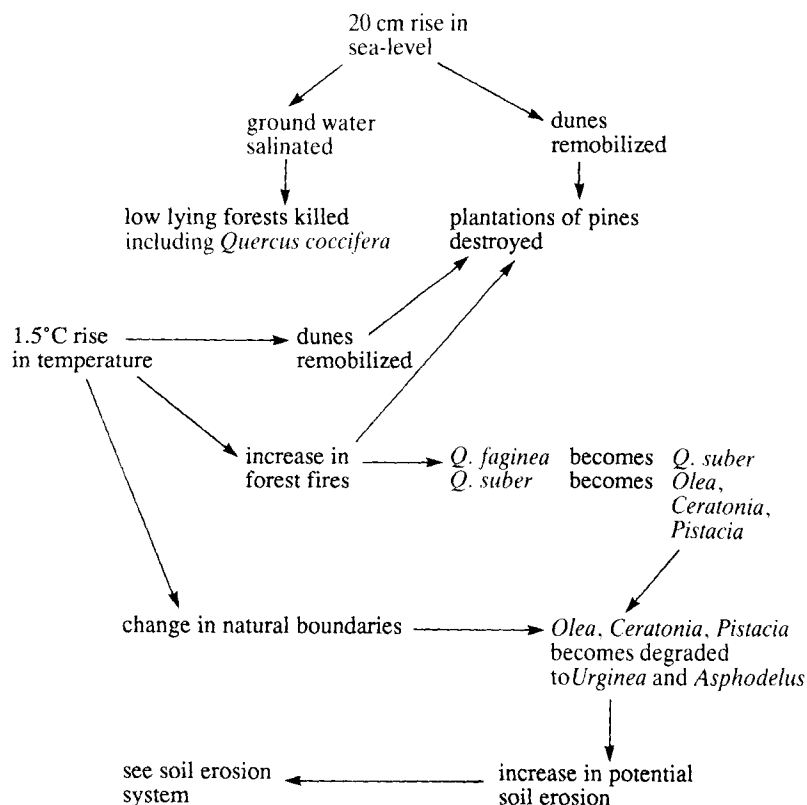 20 cm rise in
sea-level
ground water
salinated
dunes
remobilized
low lying forests killed
including Quercus coccifera
plantations of pines
destroyed
1.5°C rise
in temperature
dunes
remobilized
increase in
forest fires
Q. faginea becomes Q. suber
Q. suber becomes Olea,
Ceratonia,
Pistacia
change in natural boundaries
Olea, Ceratonia, Pistacia
becomes degraded
to Urginea and Asphodelus
see soil erosion
system
increase in potential
soil erosion